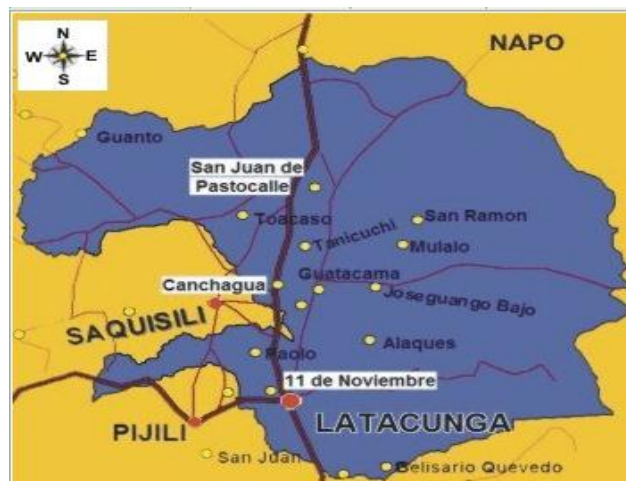 N
W E
S
NAPO
Guanto
San Juan de
Pastocalle
Toacaso
San Ramon
Tanicuchi
Mulalo
Canchagua
Guatacama
Joseguango Bajo
SAQUISILI
Alaques
Paolo
11 de Noviembre
LATACUNGA
PIJILI
San Juan
Belisario Quevedo